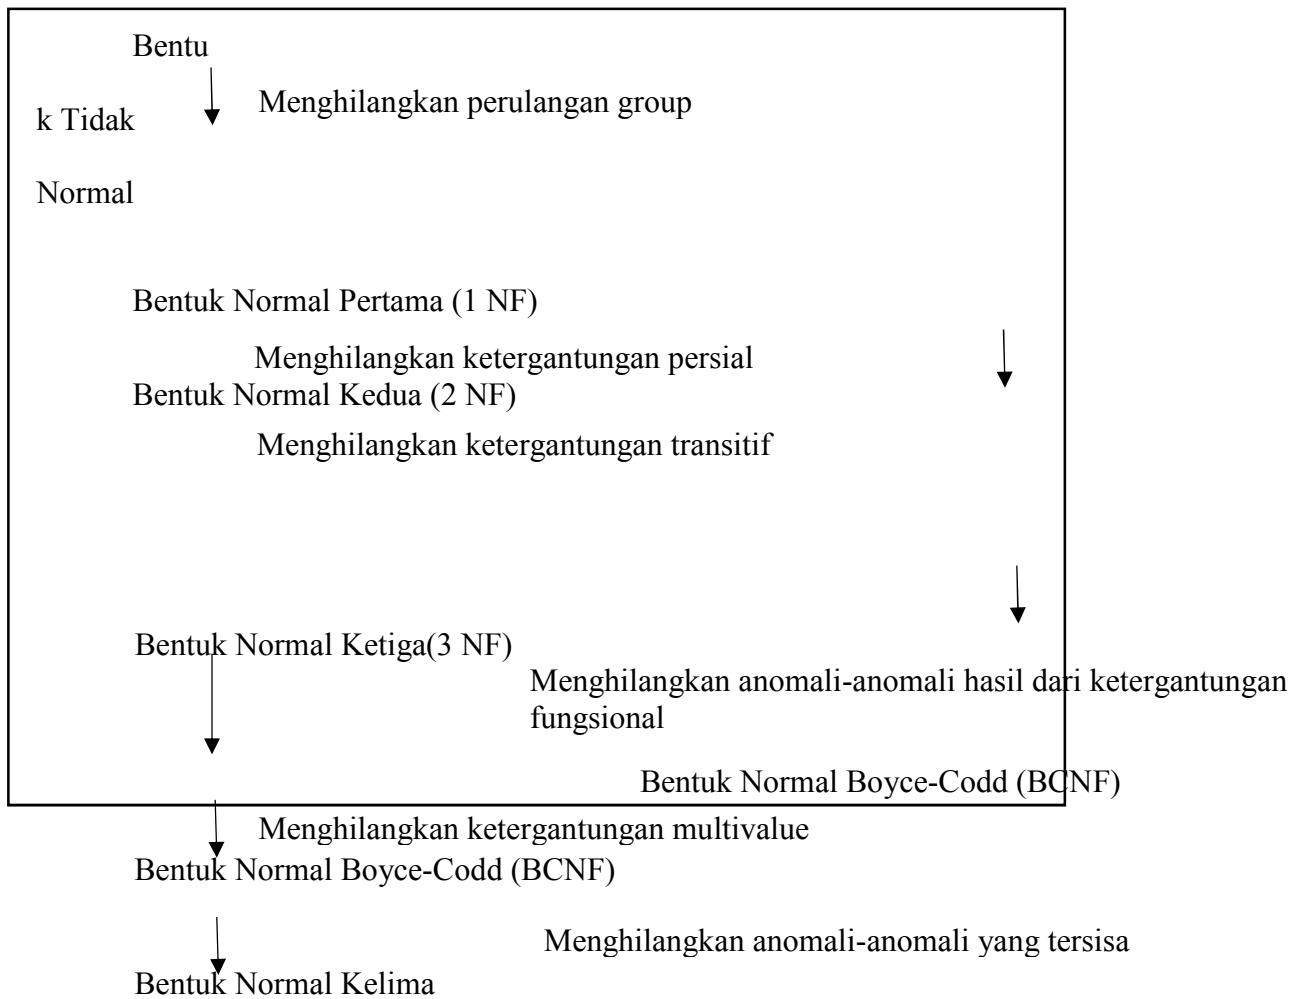 Bentu
Menghilangkan perulangan group
k Tidak
Normal
Bentuk Normal Pertama (1 NF)
Menghilangkan ketergantungan persial
Bentuk Normal Kedua (2 NF)
Menghilangkan ketergantungan transitif
Bentuk Normal Ketiga(3 NF)
Menghilangkan anomali-anomali hasil dari ketergantungan
fungsional
Bentuk Normal Boyce-Codd (BCNF)
Menghilangkan ketergantungan multivalue
Bentuk Normal Boyce-Codd (BCNF)
Menghilangkan anomali-anomali yang tersisa
Bentuk Normal Kelima